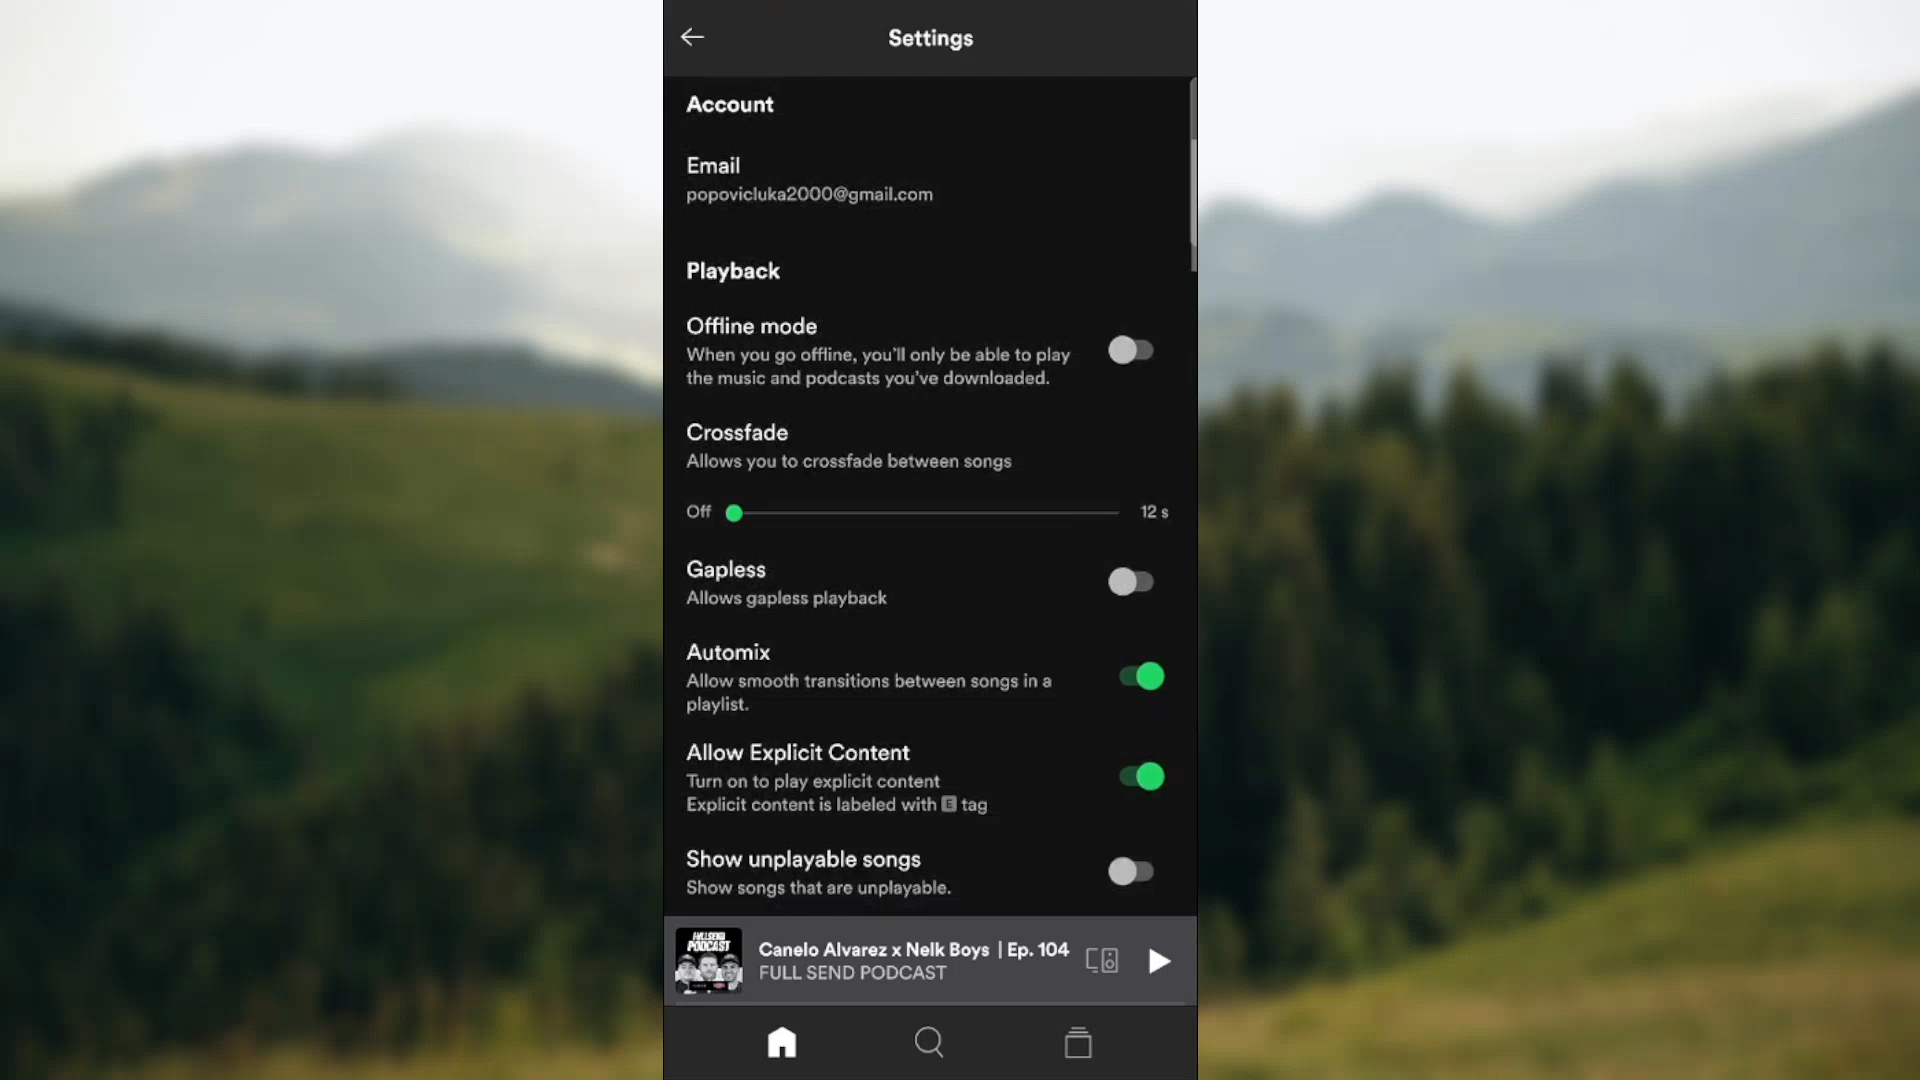 Settings
Account
Email
popovicluka2000@gmail.com
Playback
Offline mode
When you go offline, you'll only be able to play
the music and podcasts you've downloaded.
Crossfade
Allows you to crossfade between songs
Off 12 s
Gapless
Allows gapless playback
Automix
Allow smooth transitions between songs in a
playlist.
Allow Explicit Content
Turn on to play explicit content
Explicit content is labeled with E tag
Show unplayable songs
Show songs that are unplayable.
FULL SEND
PODCAST
Canelo Alvarez x Nelk Boys | Ep. 104
FULL SEND PODCAST